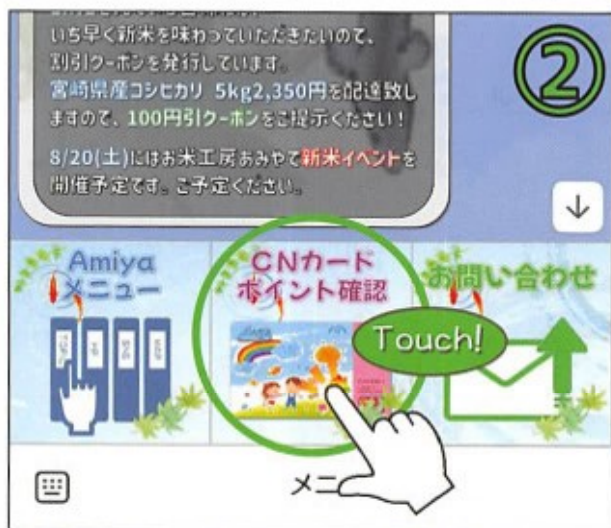 いち早く新米を味わっていただきたいので、
割引クーポンを発行しています。
宮崎県産コシヒカリ 5kg2,350円を配達致し
ますので、100円引クーポンをご提示ください！
8/20(土)にはお米工房あみやで新米イベントを
開催予定です。ご予定ください。
②
Amiya
メニュー
CNカード
ポイント確認
お問い合わせ
Touch!
メニ